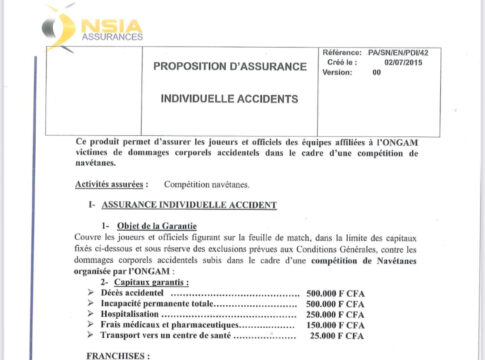 NSIA
ASSURANCES
PROPOSITION D'ASSURANCE
INDIVIDUELLE ACCIDENTS
Référence: PA/SN/EN/PDI/42
Créé le : 02/07/2015
Version: 00
Ce produit permet d'assurer les joueurs et officiels des équipes affiliées à l'ONGAM
victimes de dommages corporels accidentels dans le cadre d'une compétition de
navétanes.
Activités assurées : Compétition navétanes.
I- ASSURANCE INDIVIDUELLE ACCIDENT
1- Objet de la Garantie
Couvre les joueurs et officiels figurant sur la feuille de match, dans la limite des capitaux
fixés ci-dessous et sous réserve des exclusions prévues aux Conditions Générales, contre les
dommages corporels accidentels subis dans le cadre d'une compétition de Navétanes
organisée par l'ONGAM :
2- Capitaux garantis :
➢ Décès accidentel .......................................... 500.000 F CFA
➢ Incapacité permanente totale.................... 500.000 F CFA
➢ Hospitalisation ............................................ 250.000 F CFA
➢ Frais médicaux et pharmaceutiques........... 150.000 F CFA
➢ Transport vers un centre de santé .............. 25.000 F CFA
FRANCHISES :